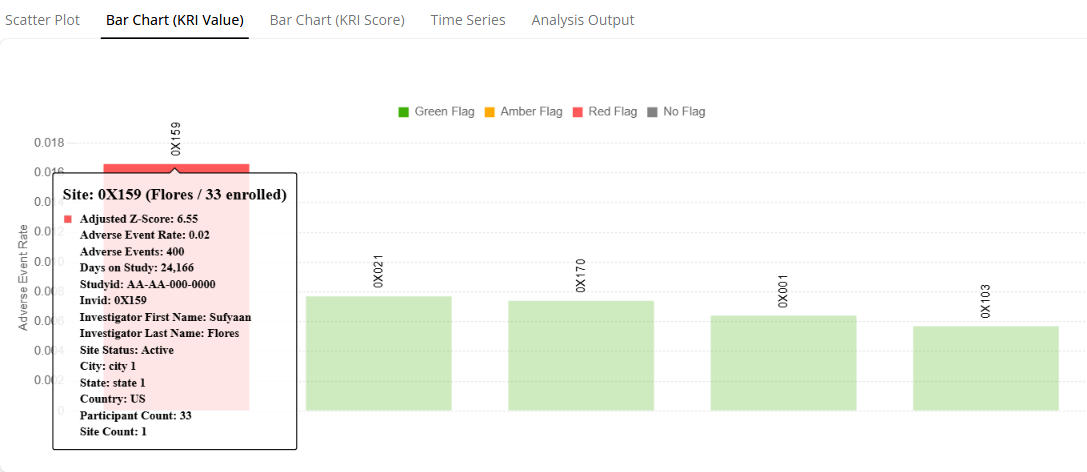 Scatter Plot Bar Chart (KRI Value) Bar Chart (KRI Score) Time Series Analysis Output
Green Flag Amber Flag Red Flag No Flag
Adverse Event Rate
0.018
0.016
0.014
0.012
0.010
0.008
0.006
0.004
0.002
0
0X159
0X021
0X170
0X001
0X103
Site: 0X159 (Flores / 33 enrolled)
Adjusted Z-Score: 6.55
Adverse Event Rate: 0.02
Adverse Events: 400
Days on Study: 24,166
Studyid: AA-AA-000-0000
Invid: 0X159
Investigator First Name: Sufyaan
Investigator Last Name: Flores
Site Status: Active
City: city 1
State: state 1
Country: US
Participant Count: 33
Site Count: 1